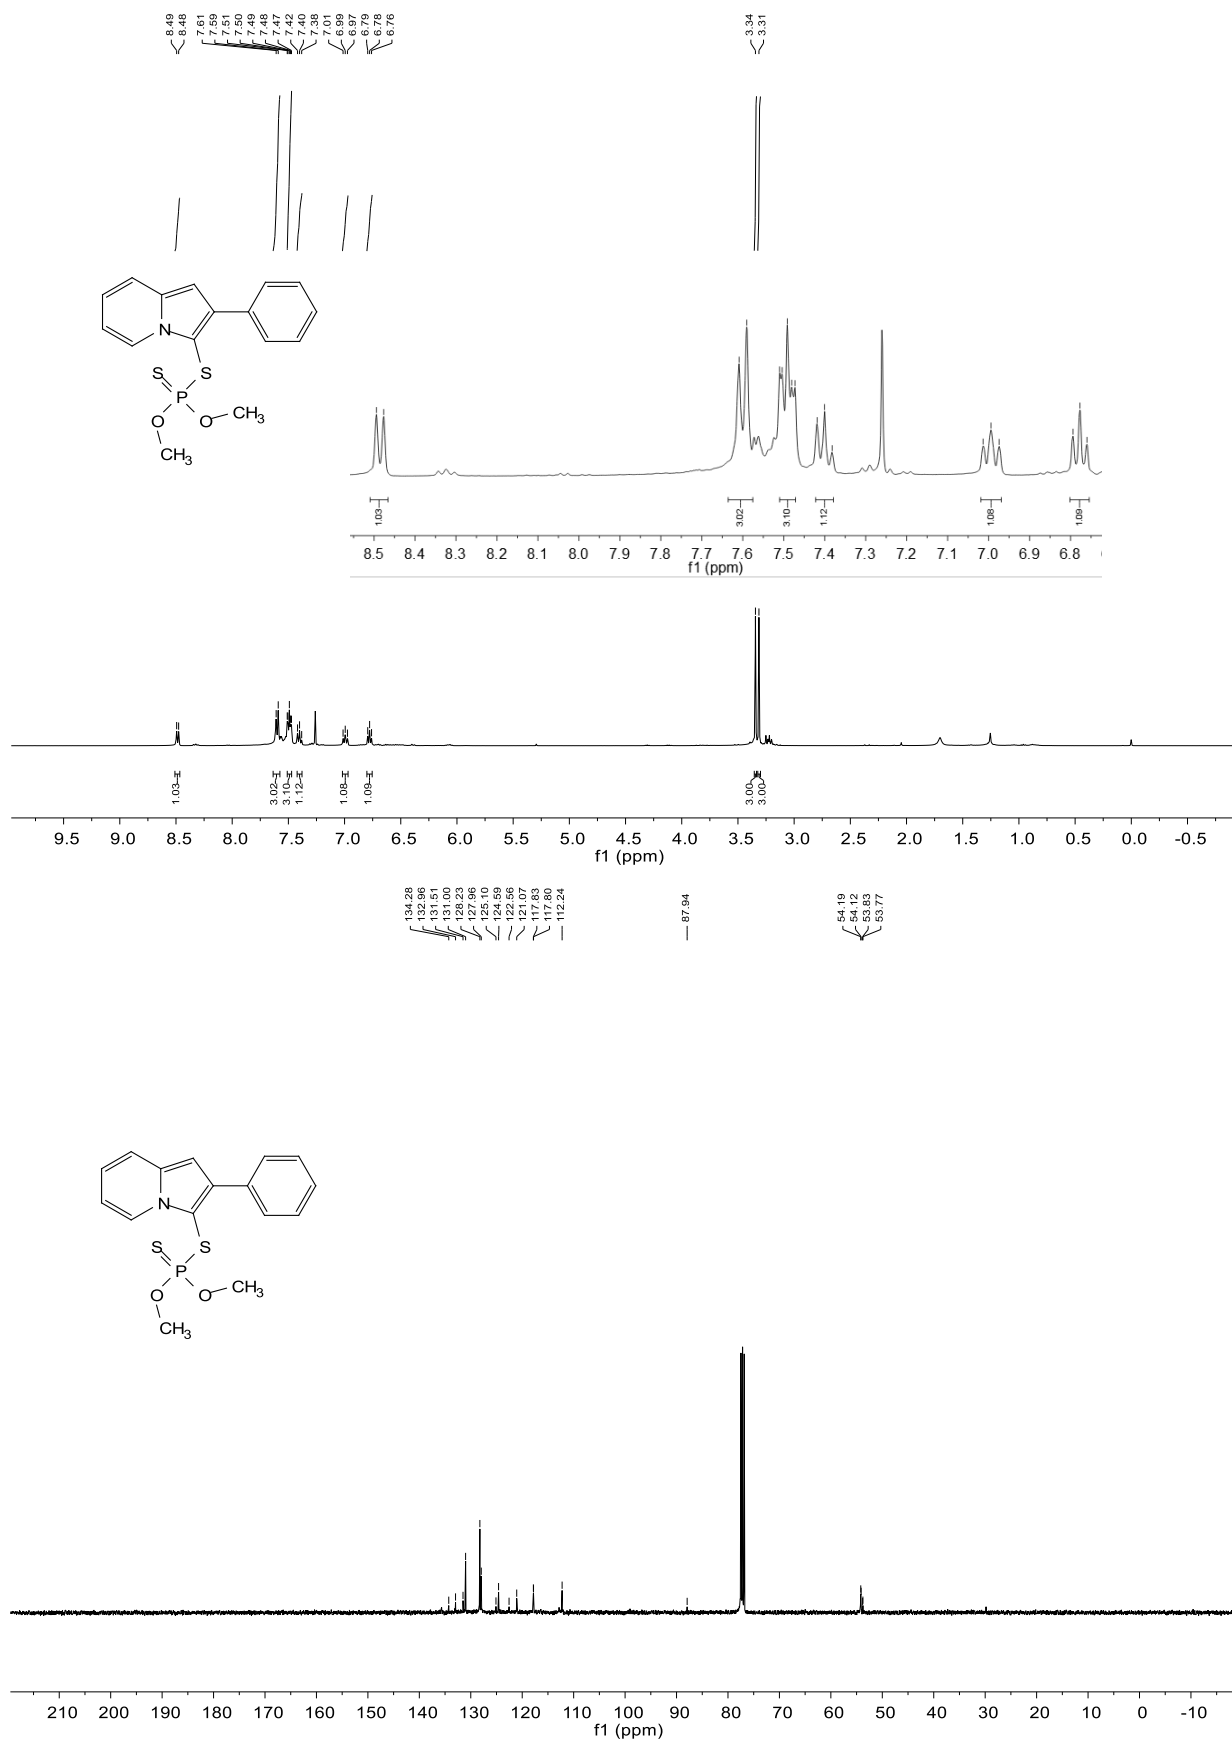 8.49 8.48 7.61 7.59 7.51 7.50 7.49 7.48 7.47 7.42 7.40 7.38 7.01 6.99 6.97 6.79 6.78 6.76 3.34 3.31
N
S S
P
O O CH3
CH3
1.03 3.02 3.10 1.12 1.08 1.09
8.5 8.4 8.3 8.2 8.1 8.0 7.9 7.8 7.7 7.6 7.5 7.4 7.3 7.2 7.1 7.0 6.9 6.8
f1 (ppm)
1.03 3.02 3.10 1.12 1.08 1.09 3.00 3.00
9.5 9.0 8.5 8.0 7.5 7.0 6.5 6.0 5.5 5.0 4.5 4.0 3.5 3.0 2.5 2.0 1.5 1.0 0.5 0.0 -0.5
f1 (ppm)
134.28 132.96 131.51 131.00 128.23 127.96 125.10 124.59 122.56 121.07 117.83 117.80 112.24 87.94 54.19 54.12 53.83 53.77
N
S S
P
O O CH3
CH3
210 200 190 180 170 160 150 140 130 120 110 100 90 80 70 60 50 40 30 20 10 0 -10
f1 (ppm)